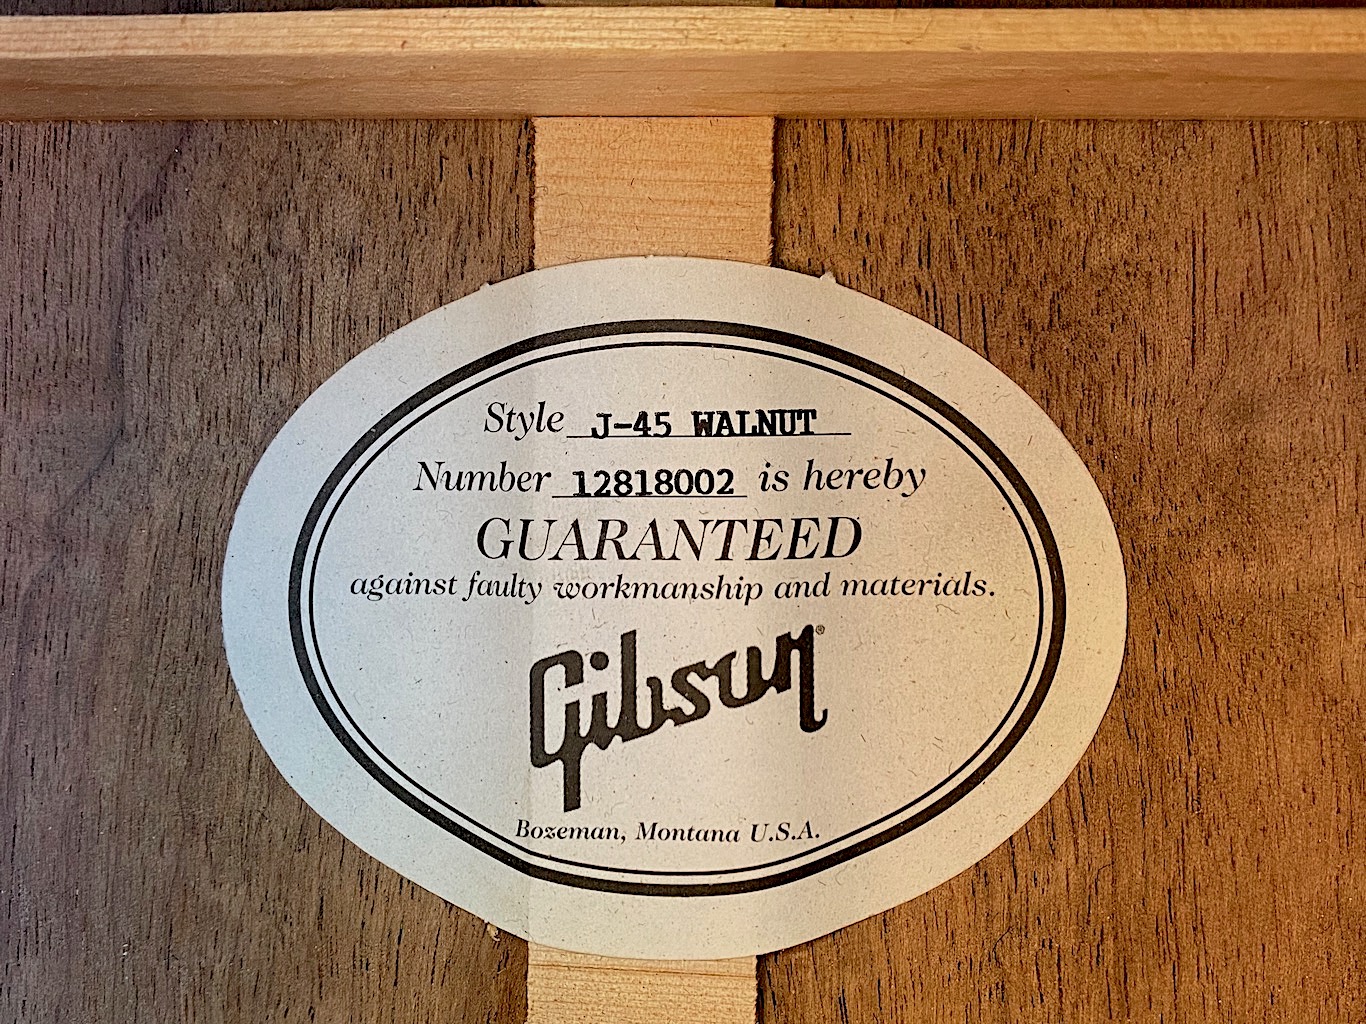 Style J-45 WALNUT
Number 12818002 is hereby
GUARANTEED
against faulty workmanship and materials.
Gibson®
Bozeman, Montana U.S.A.